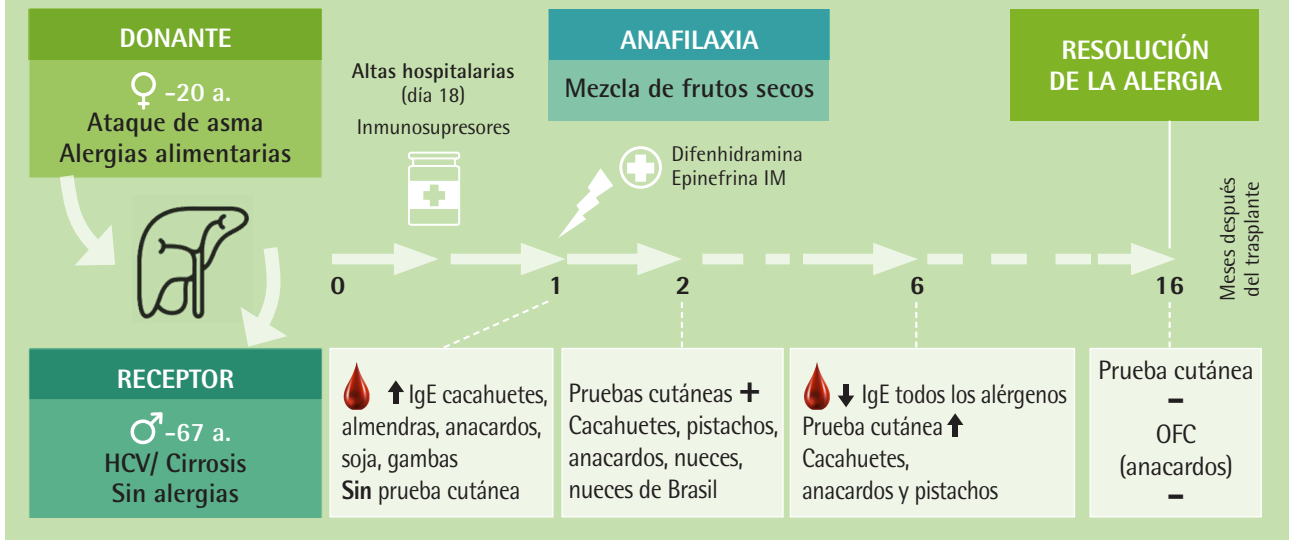 DONANTE
♀ -20 a.
Ataque de asma
Alergias alimentarias
Altas hospitalarias
(día 18)
Inmunosupresores
ANAFILAXIA
Mezcla de frutos secos
Difenhidramina
Epinefrina IM
RESOLUCIÓN
DE LA ALERGIA
0
1
2
6
16
Meses después
del trasplante
RECEPTOR
♂-67 a.
HCV/ Cirrosis
Sin alergias
↑ IgE cacahuetes,
almendras, anacardos,
soja, gambas
Sin prueba cutánea
Pruebas cutáneas +
Cacahuetes, pistachos,
anacardos, nueces,
nueces de Brasil
↓ IgE todos los alérgenos
Prueba cutánea ↑
Cacahuetes,
anacardos y pistachos
Prueba cutánea
–
OFC
(anacardos)
–